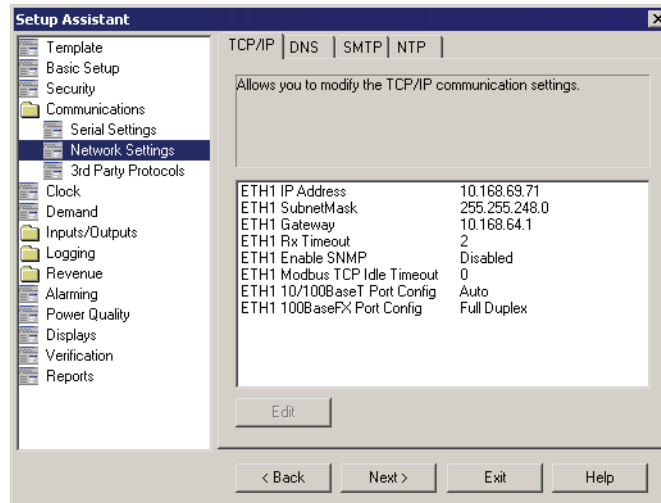 Setup Assistant
Template
Basic Setup
Security
Communications
Serial Settings
Network Settings
3rd Party Protocols
Clock
Demand
Inputs/Outputs
Logging
Revenue
Alarming
Power Quality
Displays
Verification
Reports
TCP/IP DNS SMTP NTP
Allows you to modify the TCP/IP communication settings.
ETH1 IP Address 10.168.69.71
ETH1 SubnetMask 255.255.248.0
ETH1 Gateway 10.168.64.1
ETH1 Rx Timeout 2
ETH1 Enable SNMP Disabled
ETH1 Modbus TCP Idle Timeout 0
ETH1 10/100BaseT Port Config Auto
ETH1 100BaseFX Port Config Full Duplex
Edit
< Back Next > Exit Help